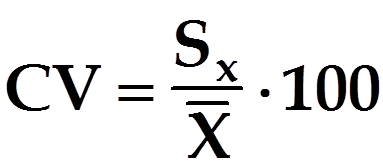 CV = Sₓ / X̅ · 100